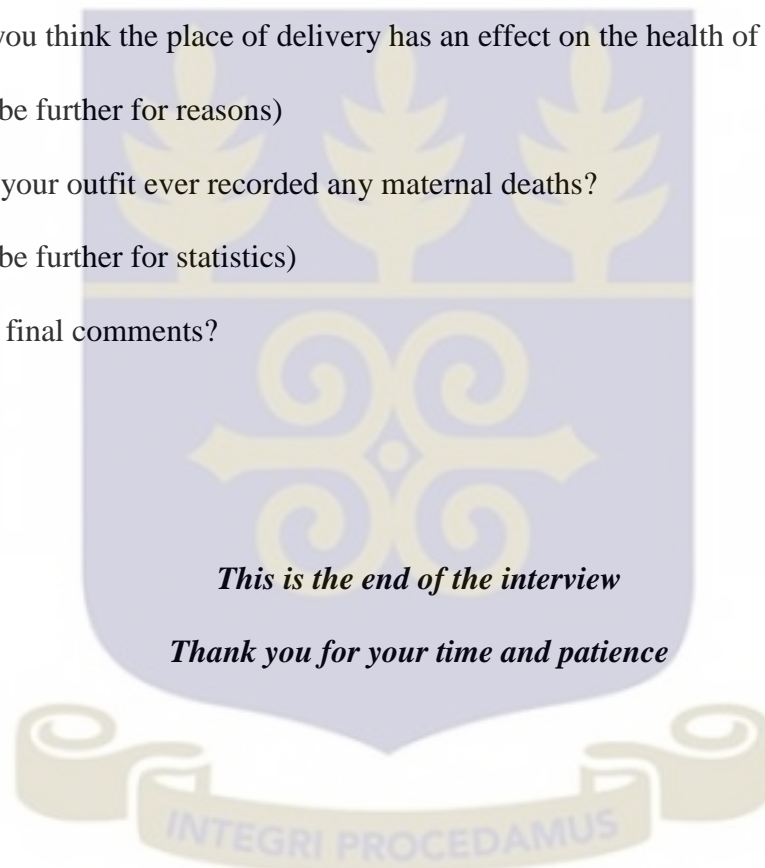 you think the place of delivery has an effect on the health of
be further for reasons)
your outfit ever recorded any maternal deaths?
be further for statistics)
final comments?
This is the end of the interview
Thank you for your time and patience
INTEGRI PROCEDAMUS